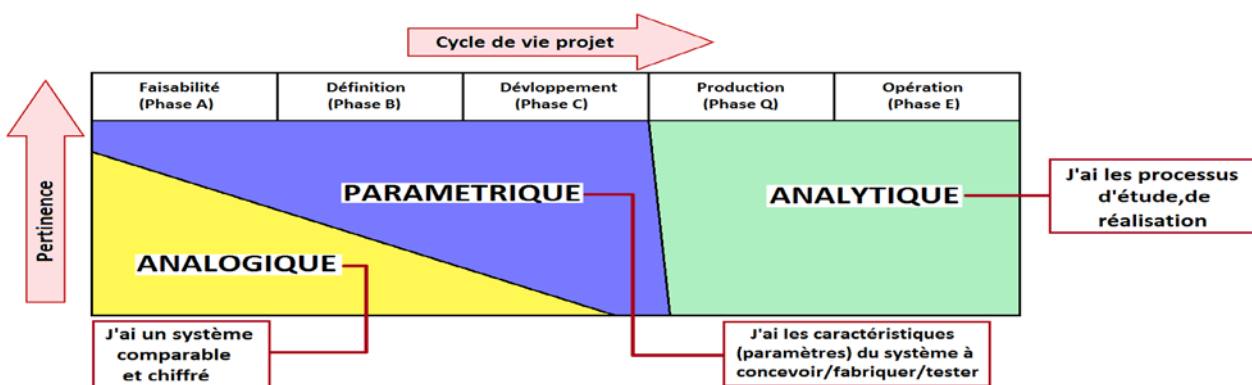 Cycle de vie projet
Pertinence
Faisabilité
(Phase A)
Définition
(Phase B)
Dévloppement
(Phase C)
Production
(Phase Q)
Opération
(Phase E)
PARAMETRIQUE
ANALYTIQUE
ANALOGIQUE
J'ai les processus
d'étude,de
réalisation
J'ai un système
comparable
et chiffré
J'ai les caractéristiques
(paramètres) du système à
concevoir/fabriquer/tester